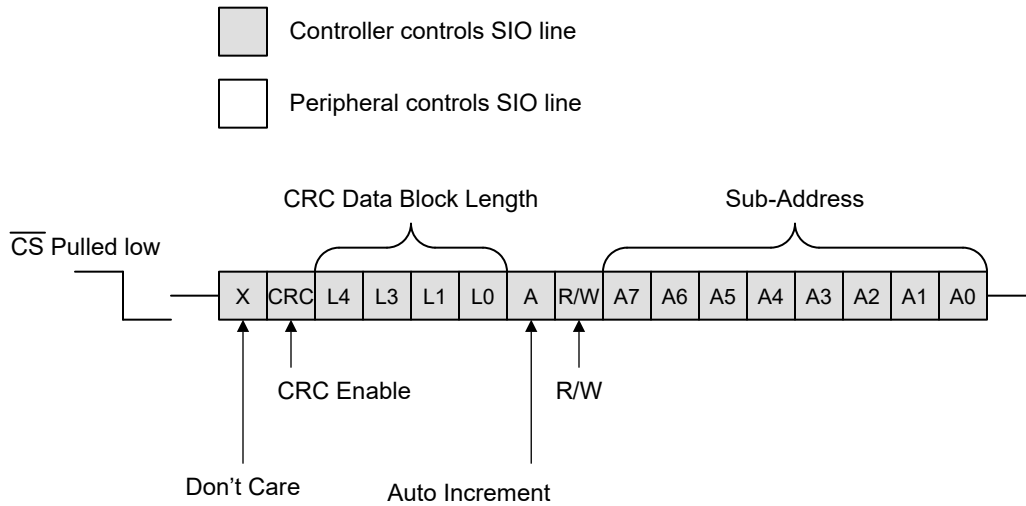 Controller controls SIO line
Peripheral controls SIO line
CRC Data Block Length
Sub-Address
CS Pulled low
X CRC L4 L3 L1 L0 A R/W A7 A6 A5 A4 A3 A2 A1 A0
CRC Enable
R/W
Don’t Care
Auto Increment